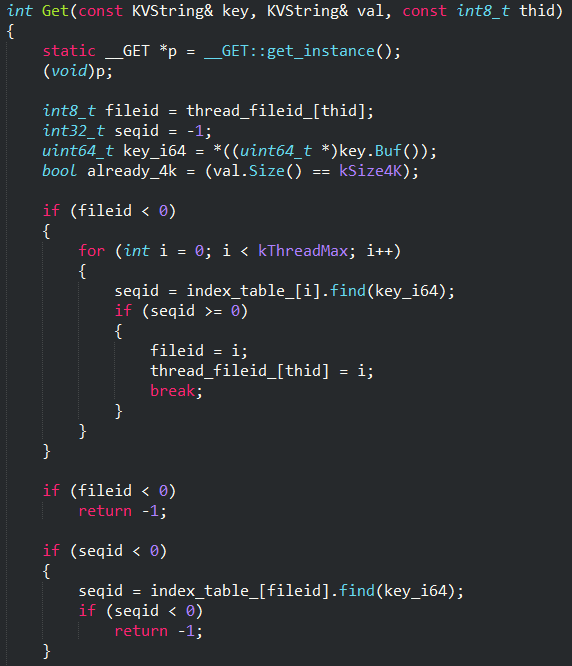 int Get(const KVString& key, KVString& val, const int8_t thid)
{
    static __GET *p = __GET::get_instance();
    (void)p;

    int8_t fileid = thread_fileid_[thid];
    int32_t seqid = -1;
    uint64_t key_i64 = *((uint64_t *)key.Buf());
    bool already_4k = (val.Size() == kSize4K);

    if (fileid < 0)
    {
        for (int i = 0; i < kThreadMax; i++)
        {
            seqid = index_table_[i].find(key_i64);
            if (seqid >= 0)
            {
                fileid = i;
                thread_fileid_[thid] = i;
                break;
            }
        }
    }

    if (fileid < 0)
        return -1;

    if (seqid < 0)
    {
        seqid = index_table_[fileid].find(key_i64);
        if (seqid < 0)
            return -1;
    }